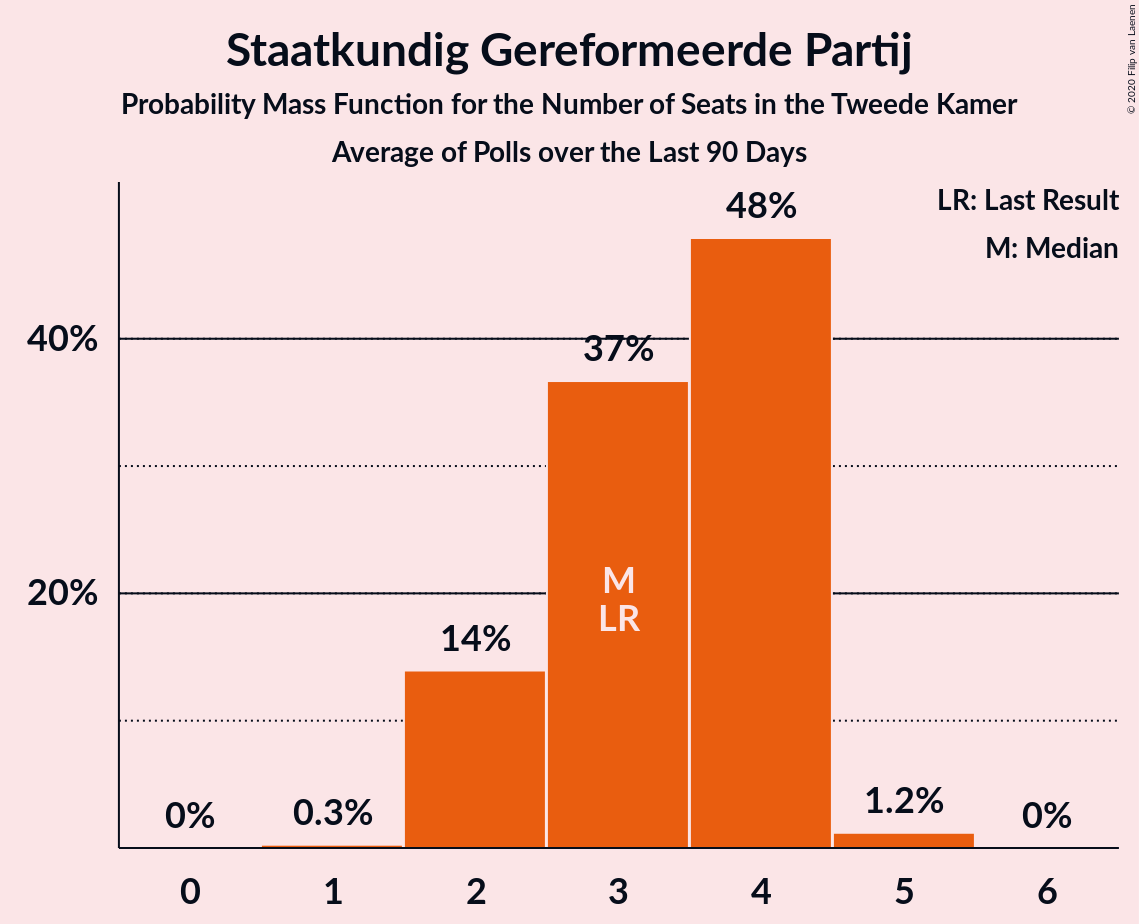 Staatkundig Gereformeerde Partij
Probability Mass Function for the Number of Seats in the Tweede Kamer
Average of Polls over the Last 90 Days
© 2020 Filip van Laenen
LR: Last Result
M: Median
48%
40%
37%
20%
M
LR
14%
0%
0.3%
1.2%
0%
0 1 2 3 4 5 6